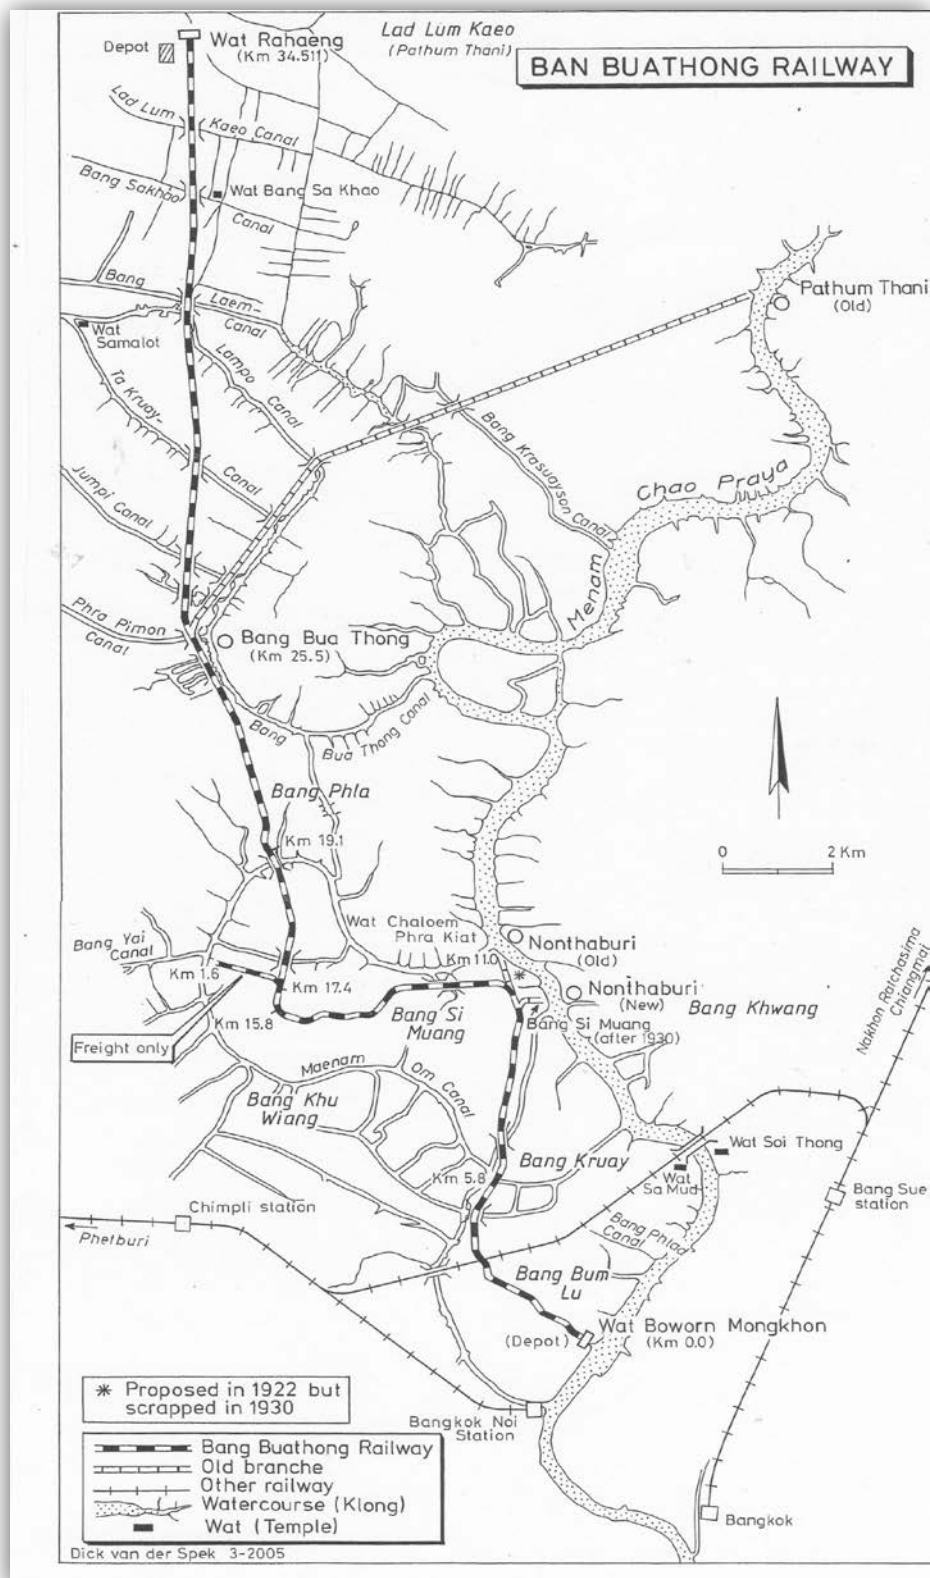 Lad Lum Kaeo
(Pathum Thani)
BAN BUATHONG RAILWAY
Depot
Wat Rahaeng
(Km 34.511)
Lad Lum
Kaeo Canal
Bang Sakhao
Canal
Wat Bang Sa Khao
Bang
Laem-
Canal
Pathum Thani
(Old)
Wat
Samalot
Lampo
Canal
Ta Kruay-
Canal
Bang Krasuayson Canal
Jumpi Canal
Chao Praya
Menam
Phra Pimon
Canal
Bang Bua Thong
(Km 25.5)
Bang
Bua Thong Canal
Bang Phla
Km 19.1
0
2 Km
Wat Chaloem
Phra Kiat
Nonthaburi
(Old)
Bang Yai
Canal
Km 11.0
*
Km 1.6
Km 17.4
Nonthaburi
(New)
Bang Khwang
Nakhon Ratchasima
Chiangmai
Km 15.8
Bang Si
Muang
Bang Si Muang
(after 1930)
Freight only
Maenam
Om Canal
Bang Khu
Wiang
Bang Kruay
Wat Soi Thong
Wat
Sa Mud
Km 5.8
Bang Sue
station
Chimpli station
Phetburi
Bang Phlad
Canal
Bang Bum
Lu
Wat Boworn Mongkhon
(Km 0.0)
(Depot)
* Proposed in 1922 but
scrapped in 1930
Bangkok Noi
Station
Bang Buathong Railway
Old branche
Other railway
Watercourse (Klong)
Wat (Temple)
Bangkok
Dick van der Spek 3-2005